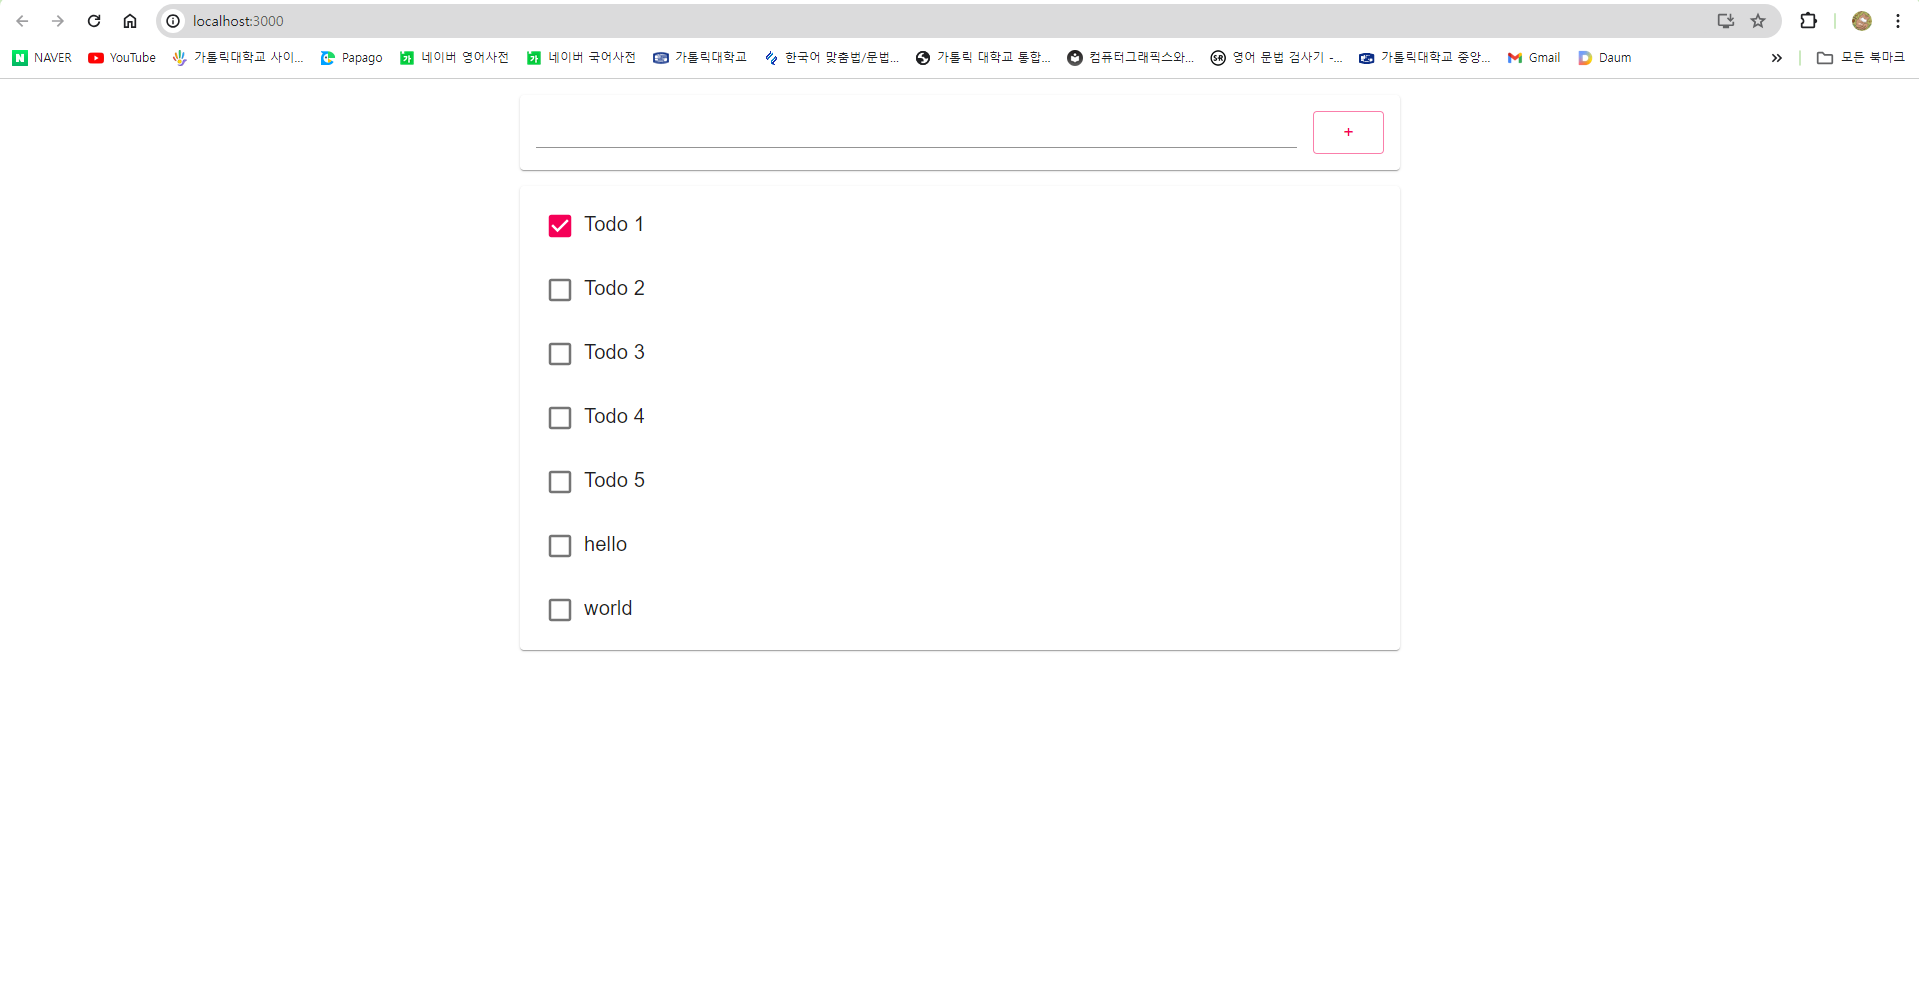 localhost:3000
NAVER YouTube 가톨릭대학교 사이... Papago 네이버 영어사전 네이버 국어사전 가톨릭대학교 한국어 맞춤법/문법... 가톨릭 대학교 통합... 컴퓨터그래픽스와... 영어 문법 검사기 -... 가톨릭대학교 중앙... Gmail Daum » 모든 북마크
+
Todo 1
Todo 2
Todo 3
Todo 4
Todo 5
hello
world